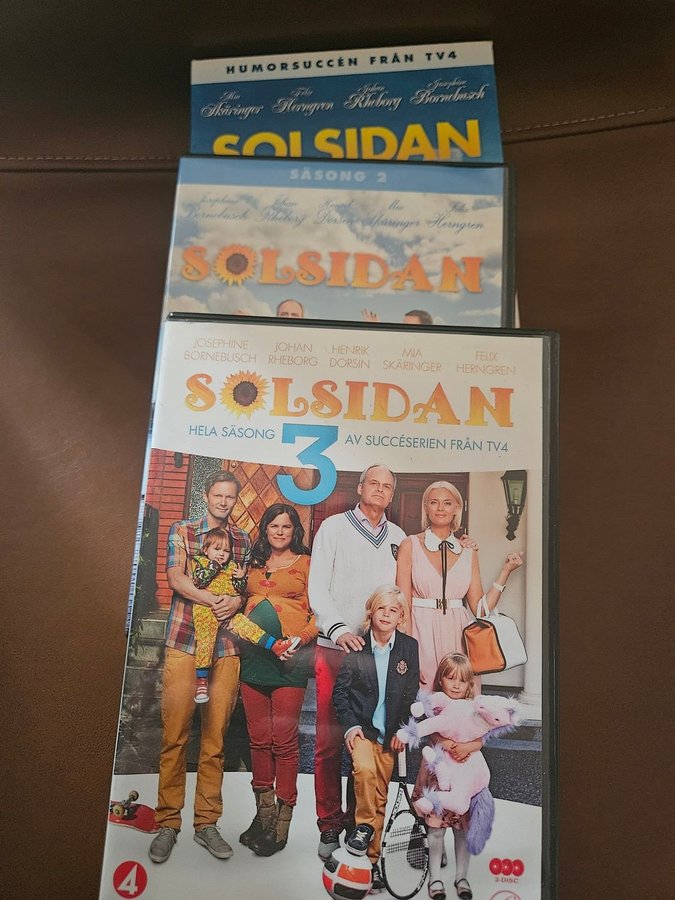 HUMORSUCCÉN FRÅN TV4
Mia Skäringer Felix Herngren Johan Rheborg Josephine Bornebusch
SOLSIDAN
SÄSONG 2
Josephine Bornebusch Johan Rheborg Henrik Dorsin Mia Skäringer Felix Herngren
SOLSIDAN
JOSEPHINE BORNEBUSCH JOHAN RHEBORG HENRIK DORSIN MIA SKÄRINGER FELIX HERNGREN
SOLSIDAN
HELA SÄSONG 3 AV SUCCÉSERIEN FRÅN TV4
4
3-DISC